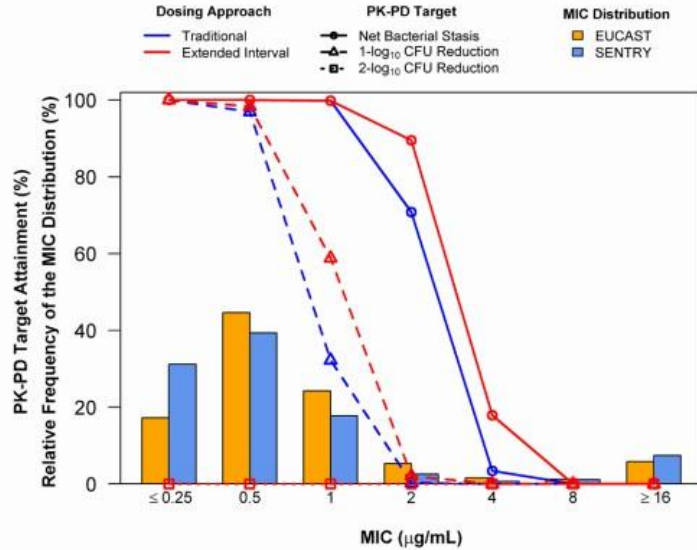 Dosing Approach
Traditional
Extended Interval
PK-PD Target
Net Bacterial Stasis
1-log₁₀ CFU Reduction
2-log₁₀ CFU Reduction
MIC Distribution
EUCAST
SENTRY
PK-PD Target Attainment (%)
Relative Frequency of the MIC Distribution (%)
100
80
60
40
20
0
≤ 0.25 0.5 1 2 4 8 ≥ 16
MIC (μg/mL)